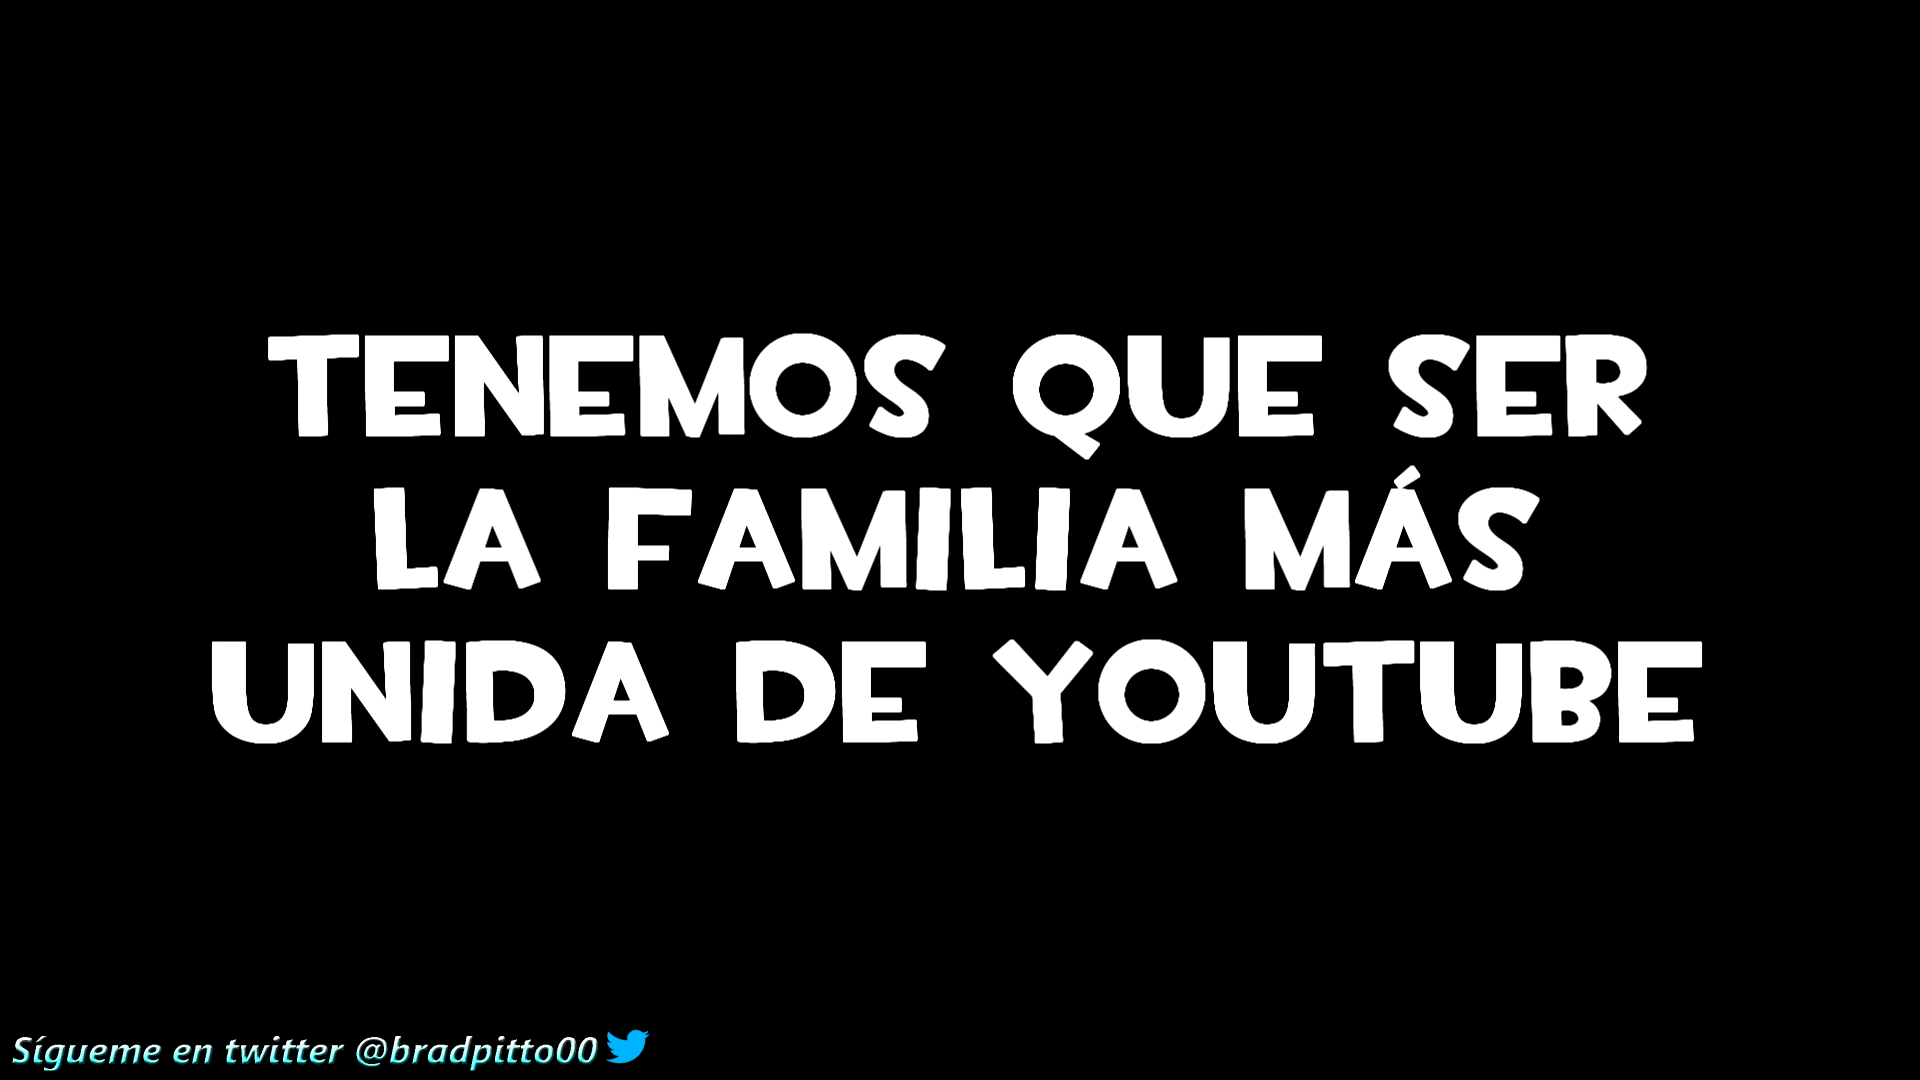 TENEMOS QUE SER
LA FAMILIA MÁS
UNIDA DE YOUTUBE
Sígueme en twitter @bradpitto00